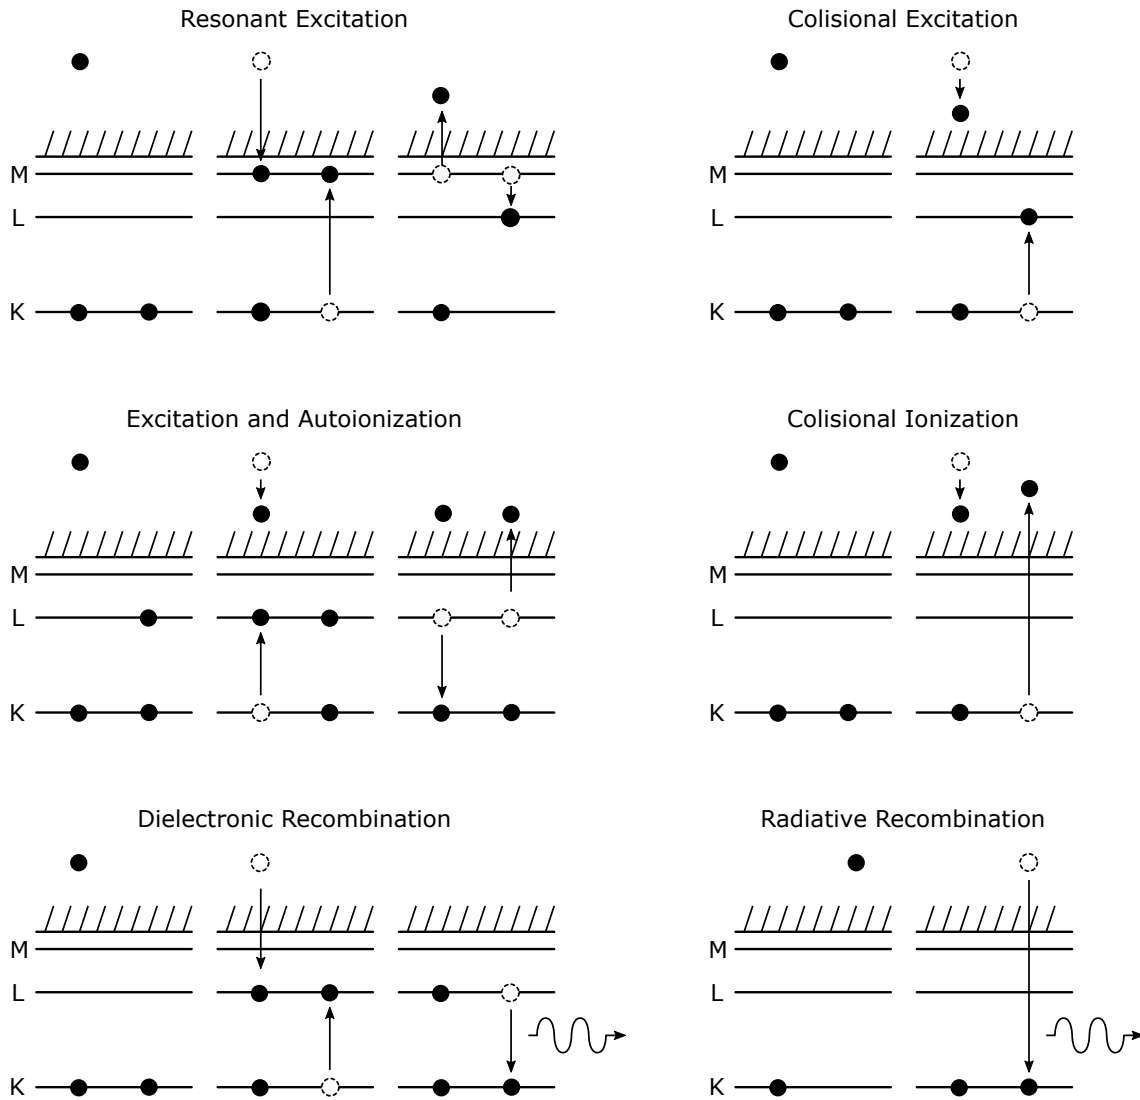 Resonant Excitation
Colisional Excitation
M
L
K
M
L
K
Excitation and Autoionization
Colisional Ionization
M
L
K
M
L
K
Dielectronic Recombination
Radiative Recombination
M
L
K
M
L
K